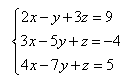 2x - y + 3z = 9
3x - 5y + z = -4
4x - 7y + z = 5